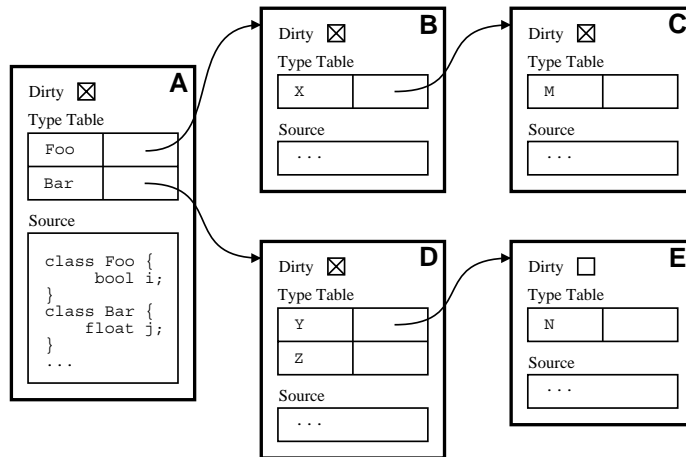 A
Dirty
Type Table
Foo
Bar
Source
class Foo {
bool i;
}
class Bar {
float j;
}
...
B
Dirty
Type Table
X
Source
...
C
Dirty
Type Table
M
Source
...
D
Dirty
Type Table
Y
Z
Source
...
E
Dirty
Type Table
N
Source
...